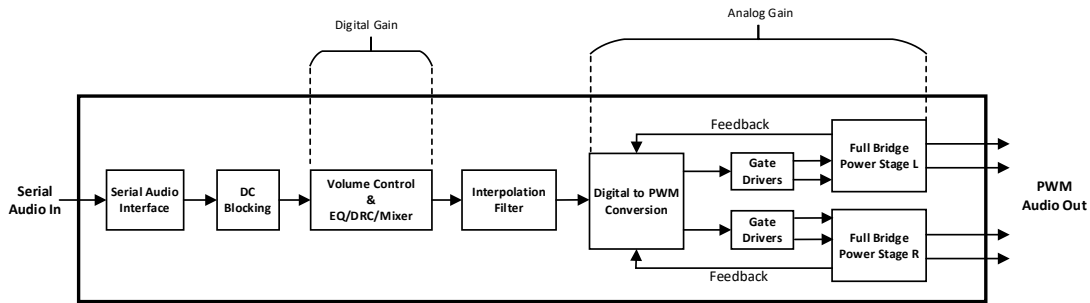 Digital Gain
Analog Gain
Serial
Audio In
Serial Audio
Interface
DC
Blocking
Volume Control
&
EQ/DRC/Mixer
Interpolation
Filter
Digital to PWM
Conversion
Feedback
Gate
Drivers
Full Bridge
Power Stage L
Gate
Drivers
Full Bridge
Power Stage R
Feedback
PWM
Audio Out